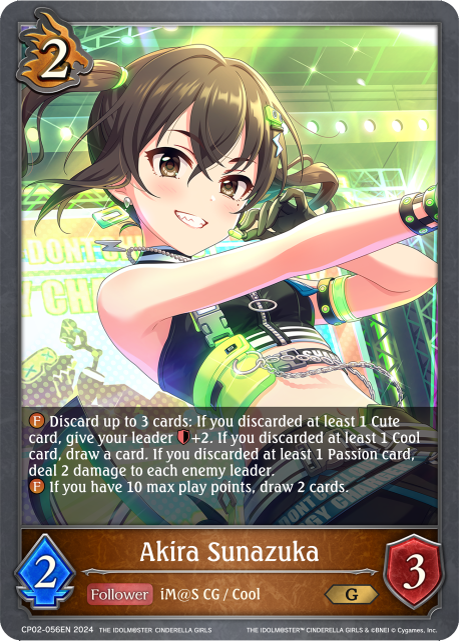 2
DONT
GY CHAN
CHAN
F Discard up to 3 cards: If you discarded at least 1 Cute
card, give your leader +2. If you discarded at least 1 Cool
card, draw a card. If you discarded at least 1 Passion card,
deal 2 damage to each enemy leader.
F If you have 10 max play points, draw 2 cards.
Akira Sunazuka
2
Follower iM@S CG / Cool
G
3
CP02-056EN 2024 THE IDOLM@STER CINDERELLA GIRLS THE IDOLM@STER™ CINDERELLA GIRLS & ©BNEI © Cygames, Inc.